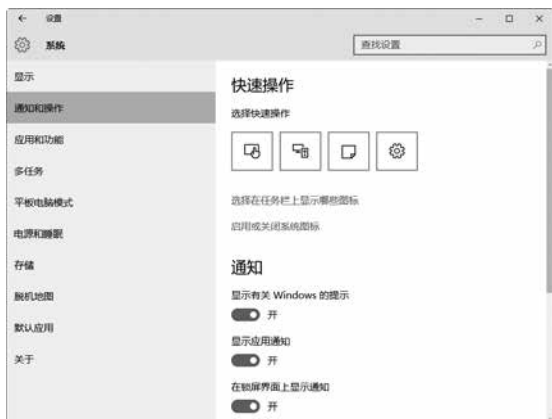 设置
系统
查找设置
显示
通知和操作
应用和功能
多任务
平板电脑模式
电源和睡眠
存储
脱机地图
默认应用
关于
快速操作
选择快速操作
选择在任务栏上显示哪些图标
启用或关闭系统图标
通知
显示有关 Windows 的提示
开
显示应用通知
开
在锁屏界面上显示通知
开